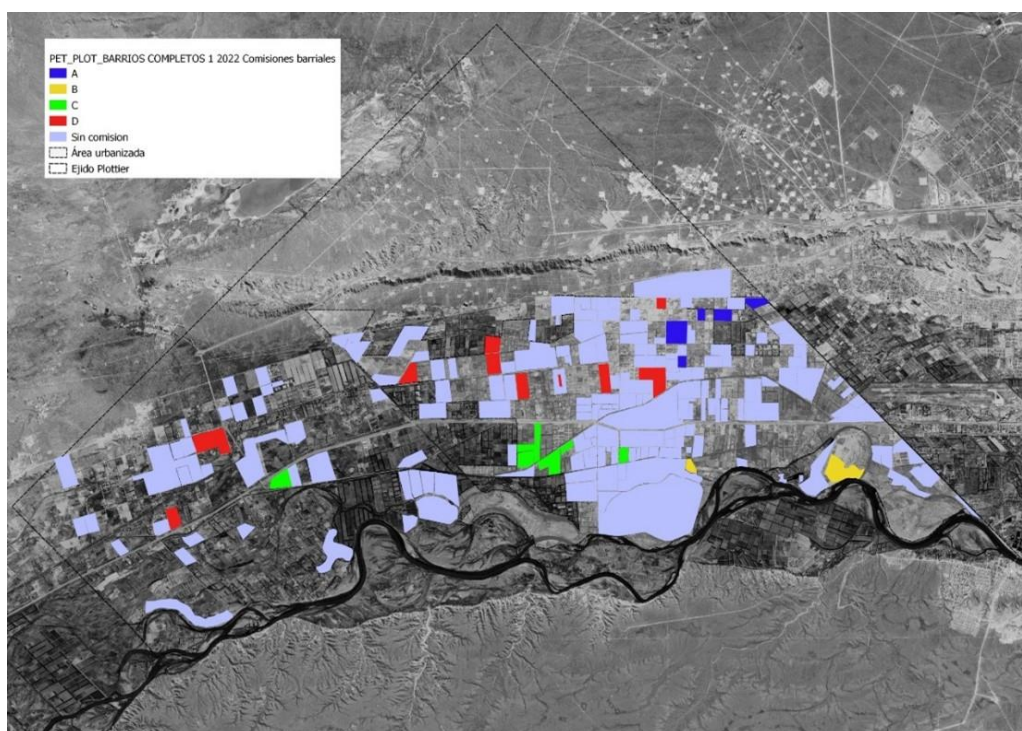 PET_PLOT_BARRIOS COMPLETOS 1 2022 Comisiones barriales
A
B
C
D
Sin comision
Área urbanizada
Ejido Plottier